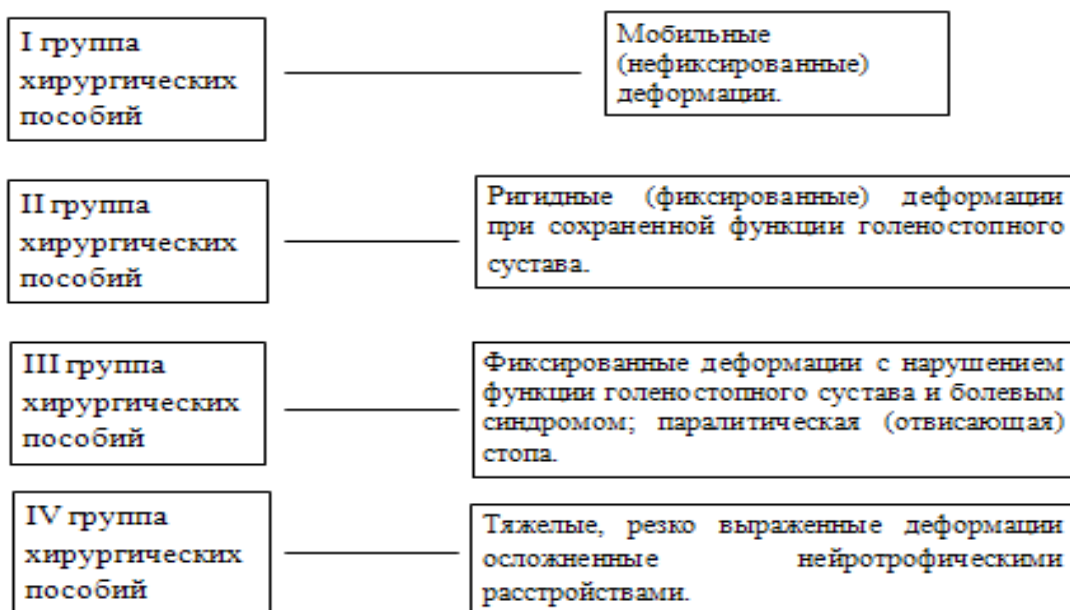 I группа
хирургических
пособий
Мобильные
(нефиксированные)
деформации.
II группа
хирургических
пособий
Ригидные (фиксированные) деформации
при сохраненной функции голеностопного
сустава.
III группа
хирургических
пособий
Фиксированные деформации с нарушением
функции голеностопного сустава и болевым
синдромом; паралитическая (отвисающая)
стопа.
IV группа
хирургических
пособий
Тяжелые, резко выраженные деформации
осложненные нейротрофическими
расстройствами.